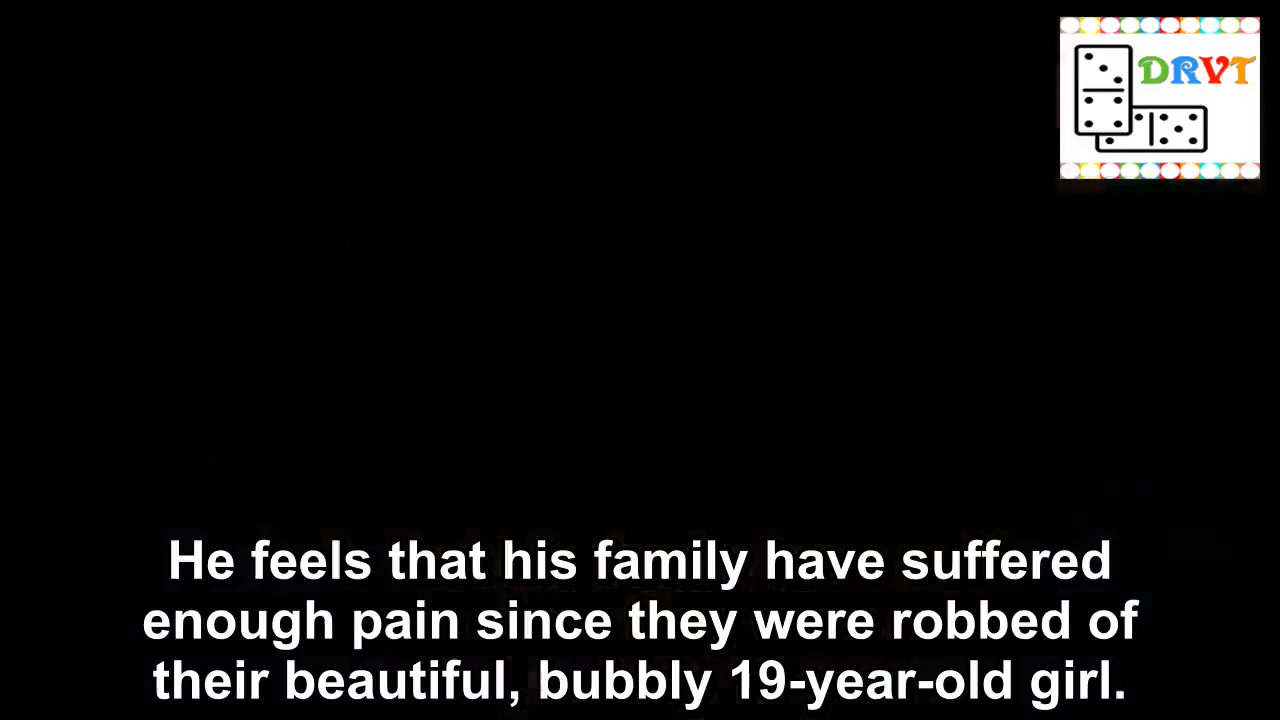 DRVT
He feels that his family have suffered
enough pain since they were robbed of
their beautiful, bubbly 19-year-old girl.